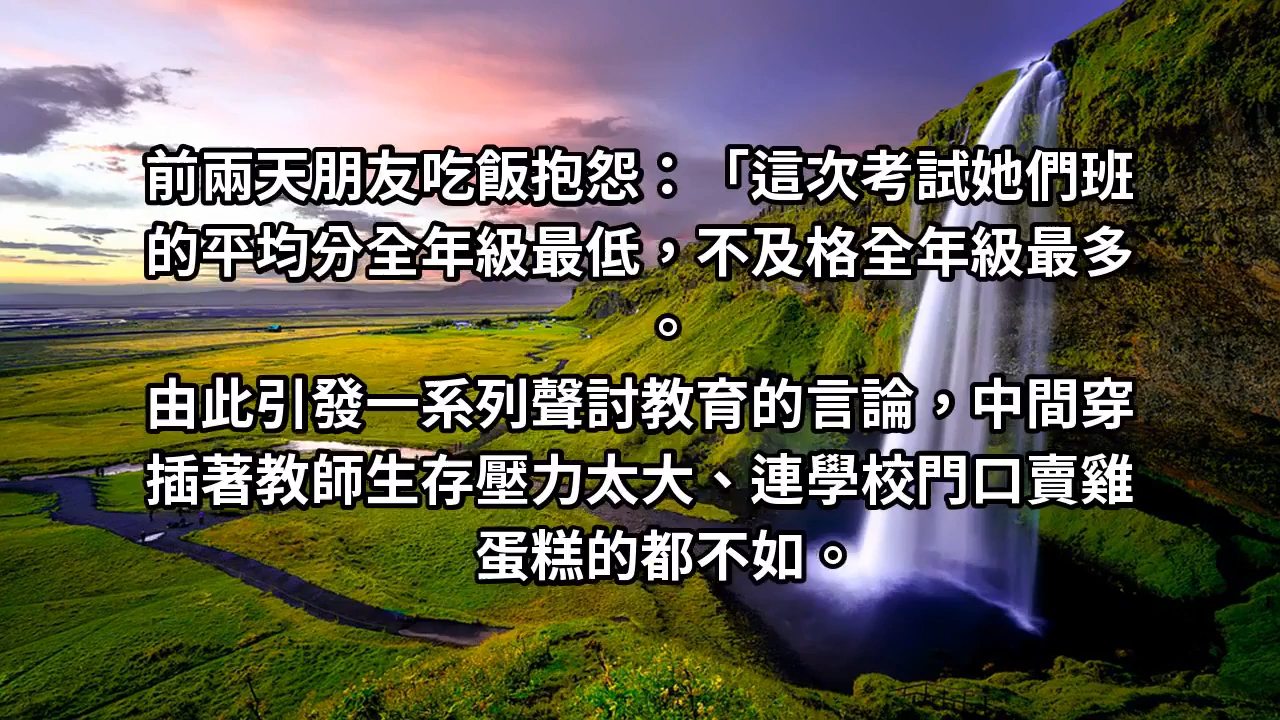 前兩天朋友吃飯抱怨：「這次考試她們班
的平均分全年級最低，不及格全年級最多
。
由此引發一系列聲討教育的言論，中間穿
插著教師生存壓力太大、連學校門口賣雞
蛋糕的都不如。